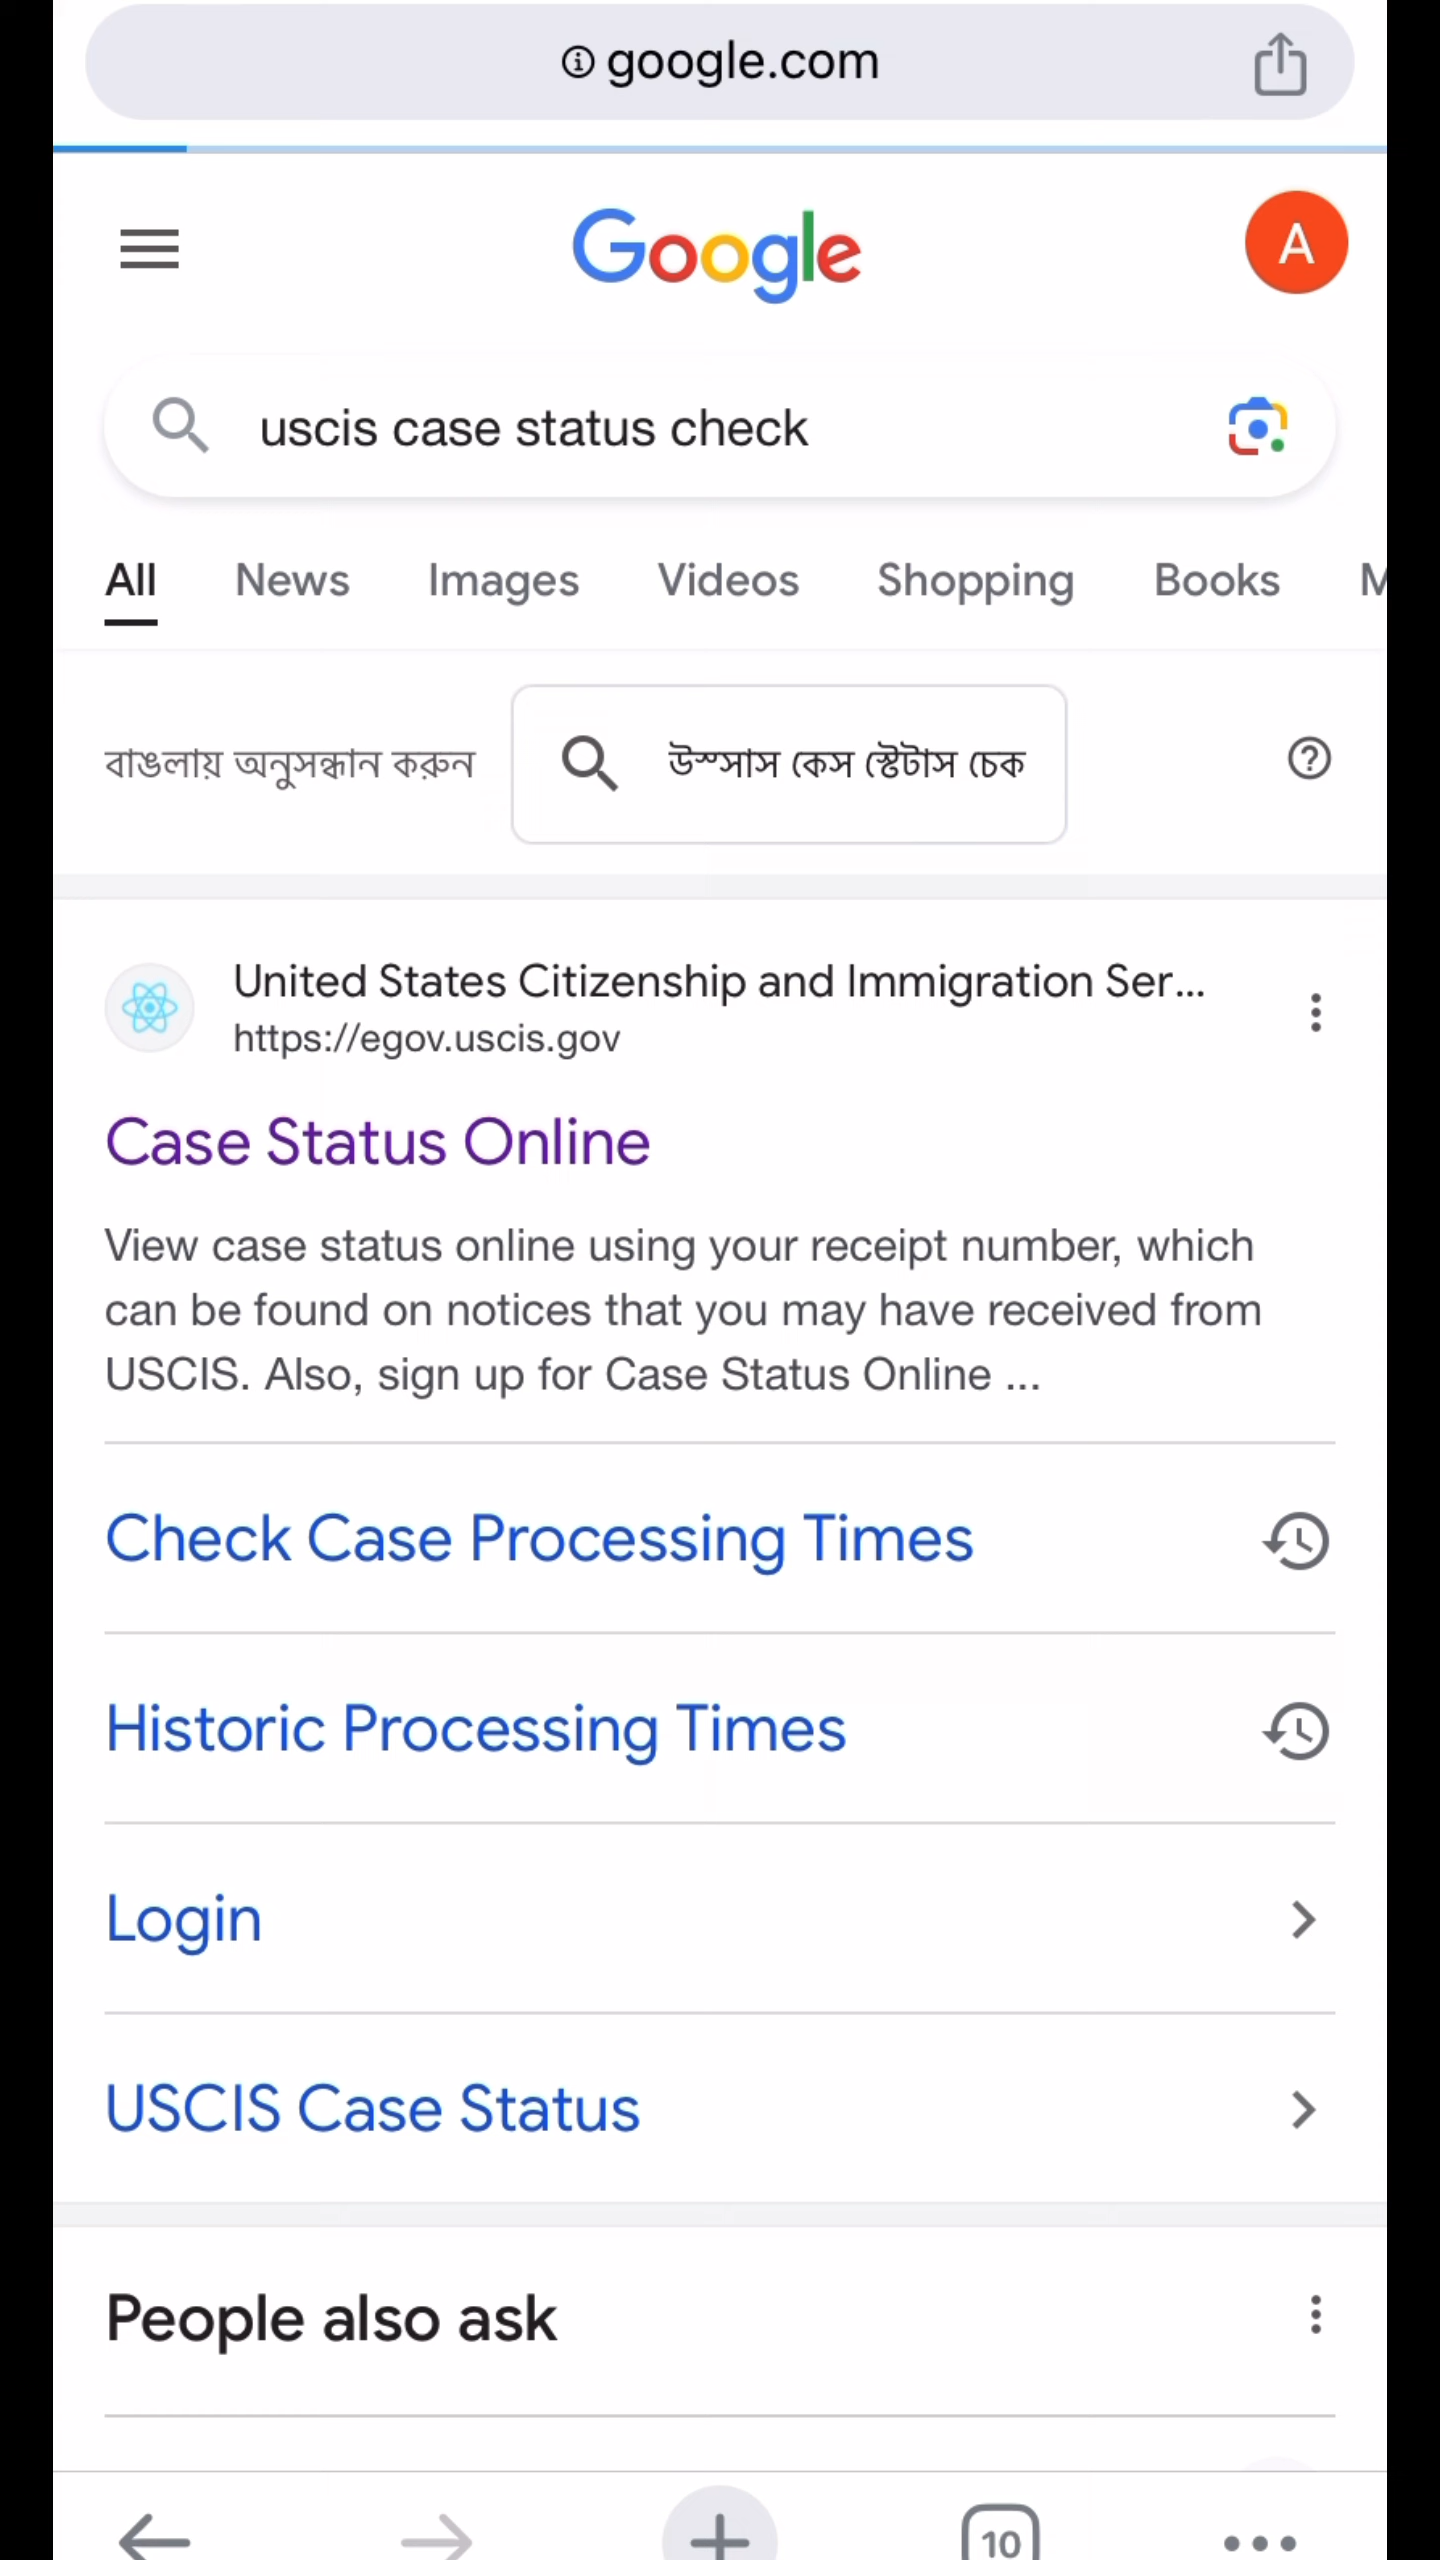 google.com
Google
A
uscis case status check
All News Images Videos Shopping Books M
বাঙলায় অনুসন্ধান করুন উস্সাস কেস স্টেটাস চেক
United States Citizenship and Immigration Ser...
https://egov.uscis.gov
Case Status Online
View case status online using your receipt number, which
can be found on notices that you may have received from
USCIS. Also, sign up for Case Status Online ...
Check Case Processing Times
Historic Processing Times
Login
USCIS Case Status
People also ask
10